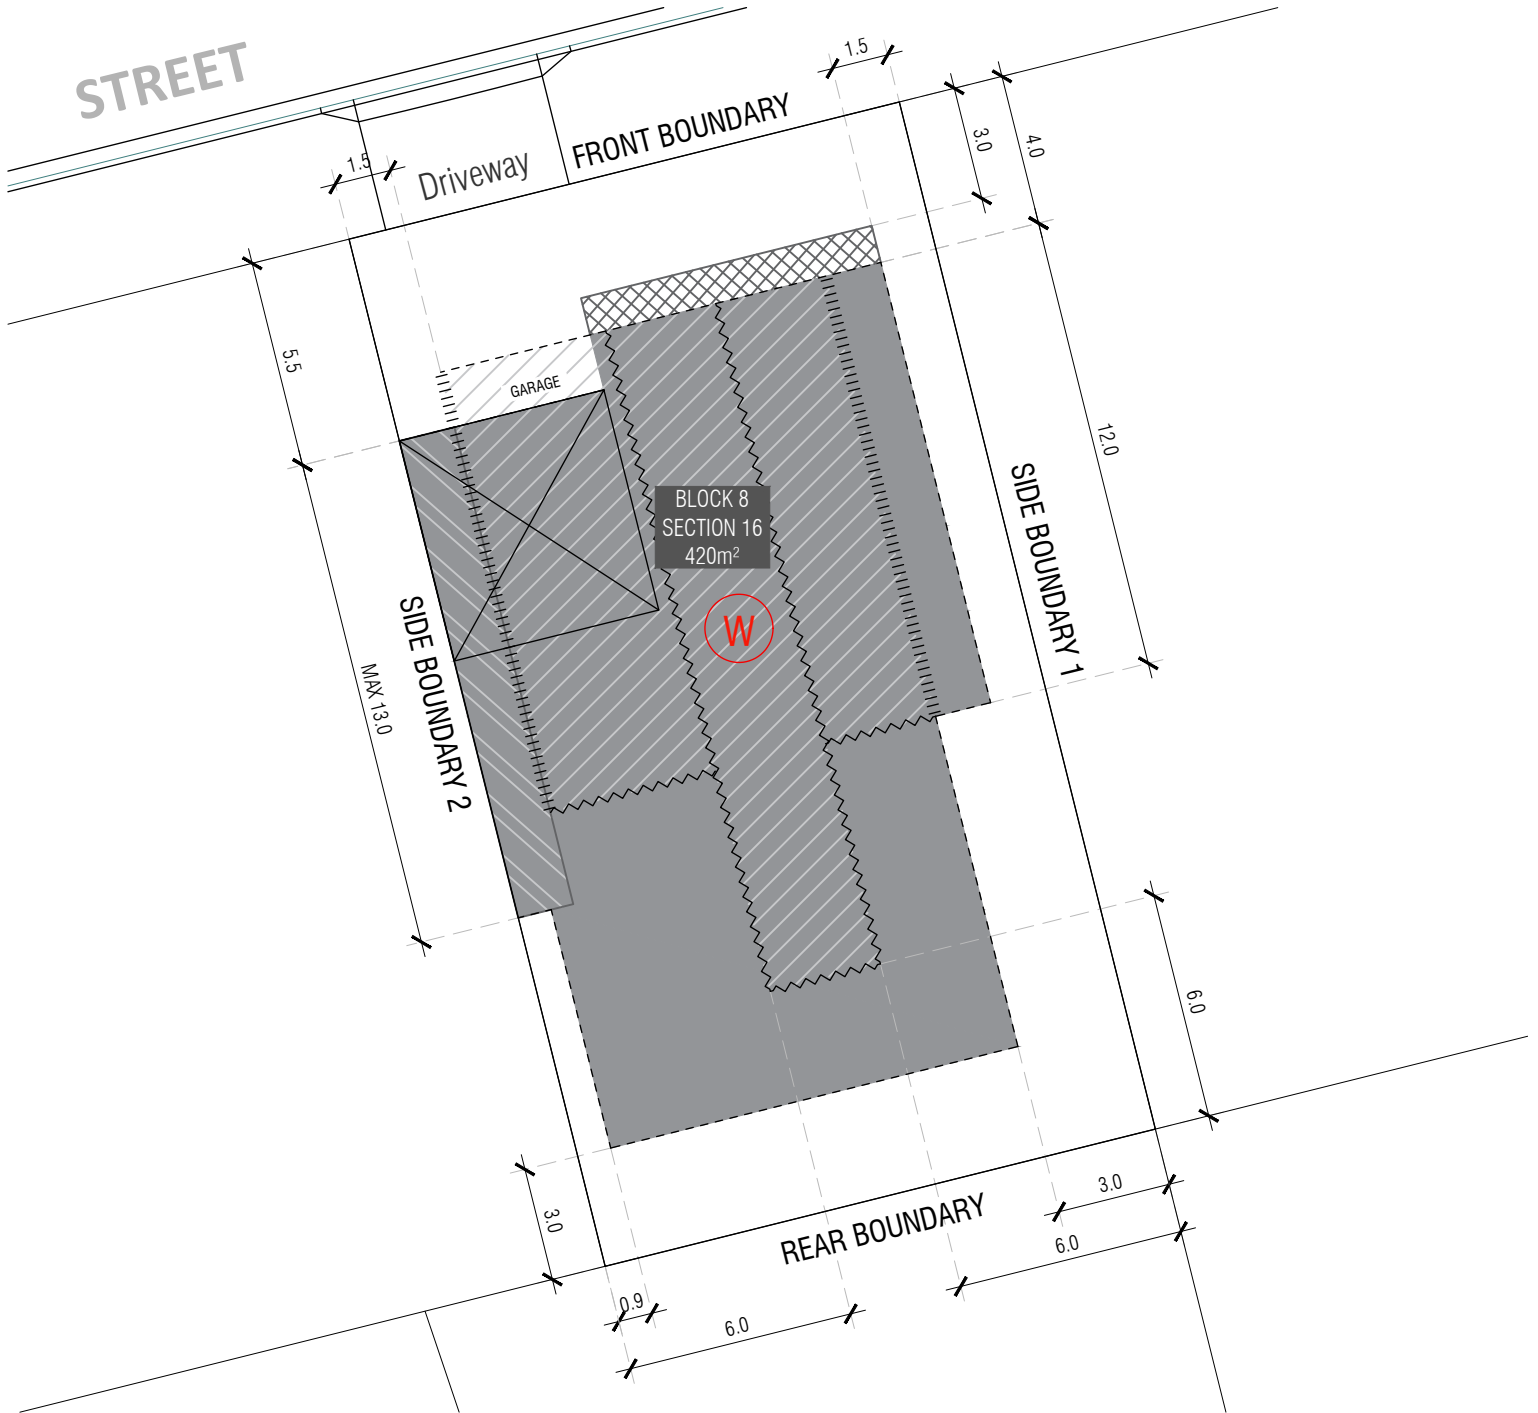 STREET
1.5
FRONT BOUNDARY
3.0
4.0
1.5
Driveway
5.5
GARAGE
12.0
SIDE BOUNDARY 1
BLOCK 8
SECTION 16
420m²
W
SIDE BOUNDARY 2
MAX 13.0
6.0
3.0
3.0
REAR BOUNDARY
6.0
0.9
6.0